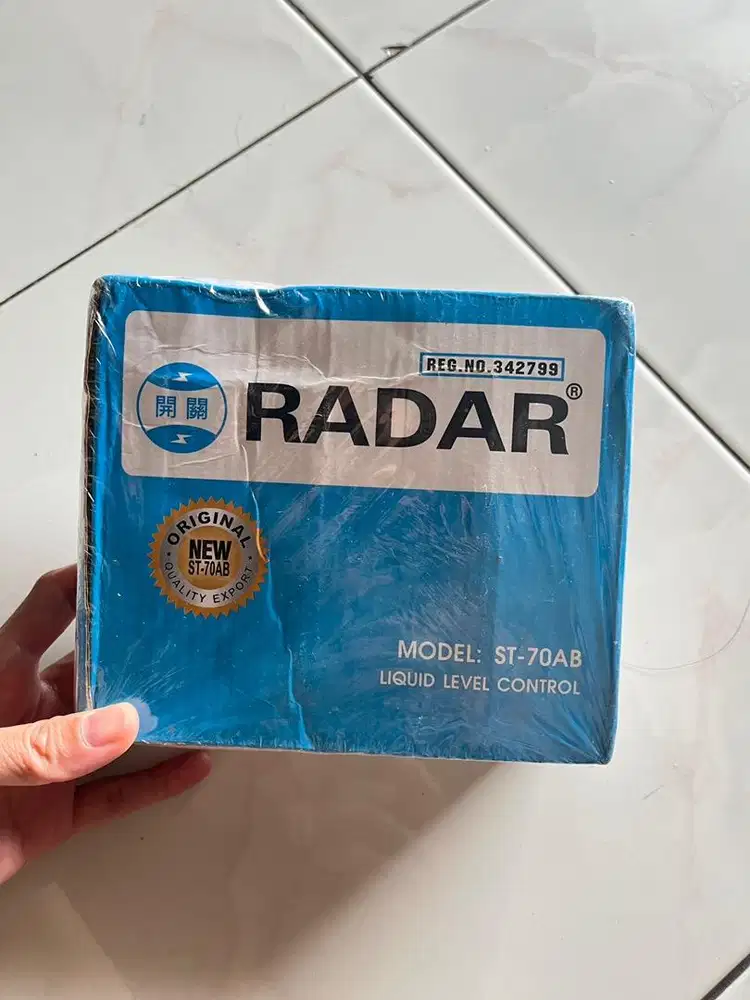 REG.NO.342799
開 關
RADAR®
ORIGINAL
NEW
ST-70AB
QUALITY EXPORT
MODEL: ST-70AB
LIQUID LEVEL CONTROL